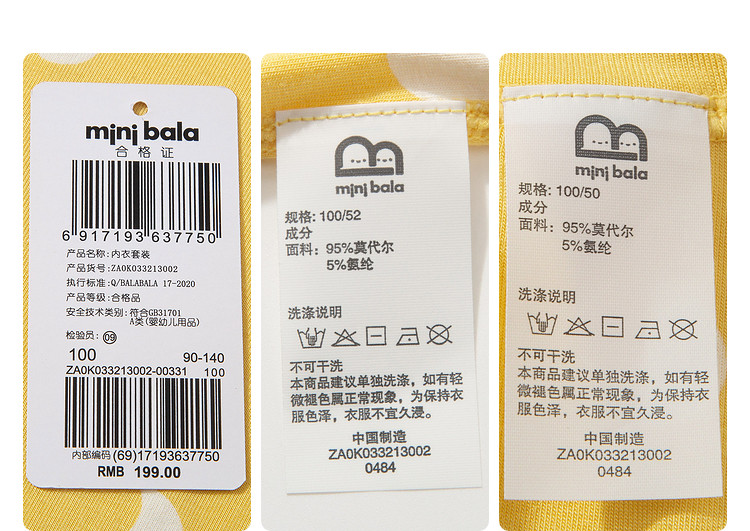 mini bala
合格证
6 917193 637750
产品名称: 内衣套装
产品货号: ZA0K033213002
执行标准: Q/BALABALA 17-2020
产品等级: 合格品
安全技术类别: 符合GB31701
A类(婴幼儿用品)
检验员: 09
100 90-140
ZA0K033213002-00331 100
内部编码 (69)17193637750
RMB 199.00
mini bala
规格: 100/52
成分
面料: 95%莫代尔
5%氨纶
洗涤说明
不可干洗
本商品建议单独洗涤，如有轻
微褪色属正常现象，为保持衣
服色泽，衣服不宜久浸。
中国制造
ZA0K033213002
0484
mini bala
规格: 100/50
成分
面料: 95%莫代尔
5%氨纶
洗涤说明
不可干洗
本商品建议单独洗涤，如有轻
微褪色属正常现象，为保持衣
服色泽，衣服不宜久浸。
中国制造
ZA0K033213002
0484